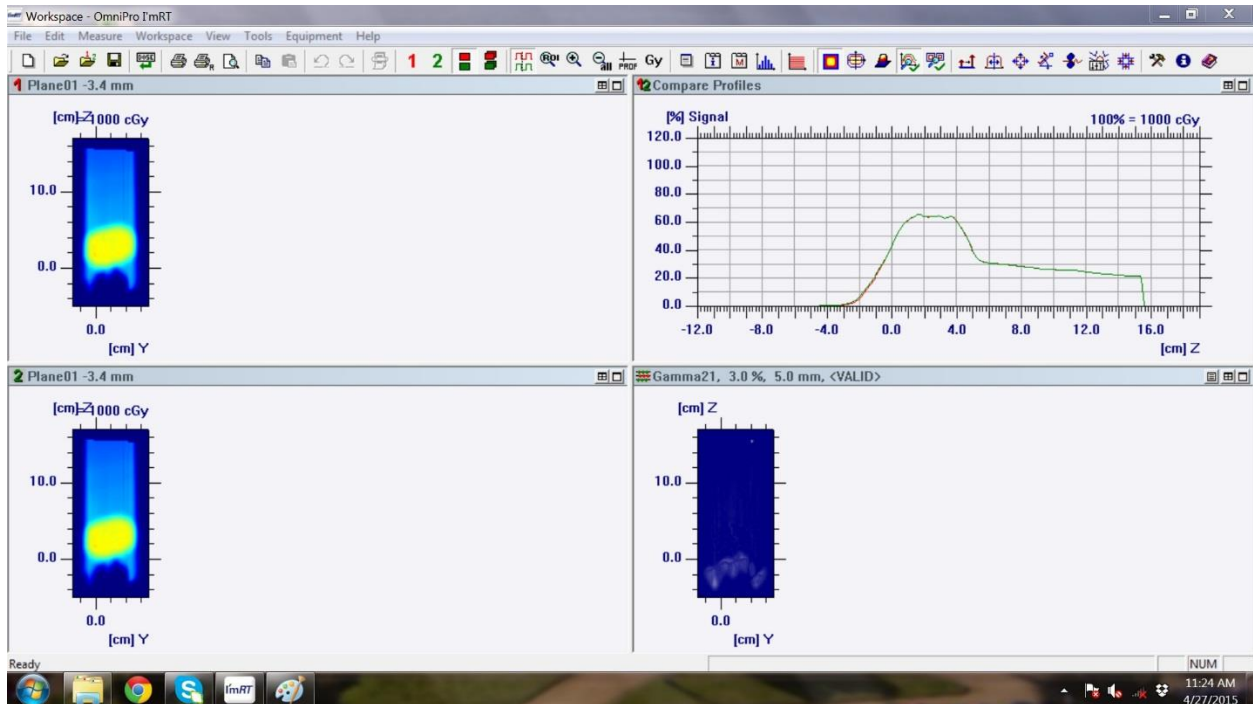 Workspace - OmniPro I'mRT
File Edit Measure Workspace View Tools Equipment Help
1 2 ROI all PROF Gy
1 Plane01 -3.4 mm
[cm] Z 1000 cGy
10.0
0.0
0.0
[cm] Y
12 Compare Profiles
[%] Signal
100% = 1000 cGy
120.0
100.0
80.0
60.0
40.0
20.0
0.0
-12.0 -8.0 -4.0 0.0 4.0 8.0 12.0 16.0
[cm] Z
2 Plane01 -3.4 mm
[cm] Z 1000 cGy
10.0
0.0
0.0
[cm] Y
Gamma21, 3.0 %, 5.0 mm, <VALID>
[cm] Z
10.0
0.0
0.0
[cm] Y
Ready
NUM
I'mRT
11:24 AM
4/27/2015